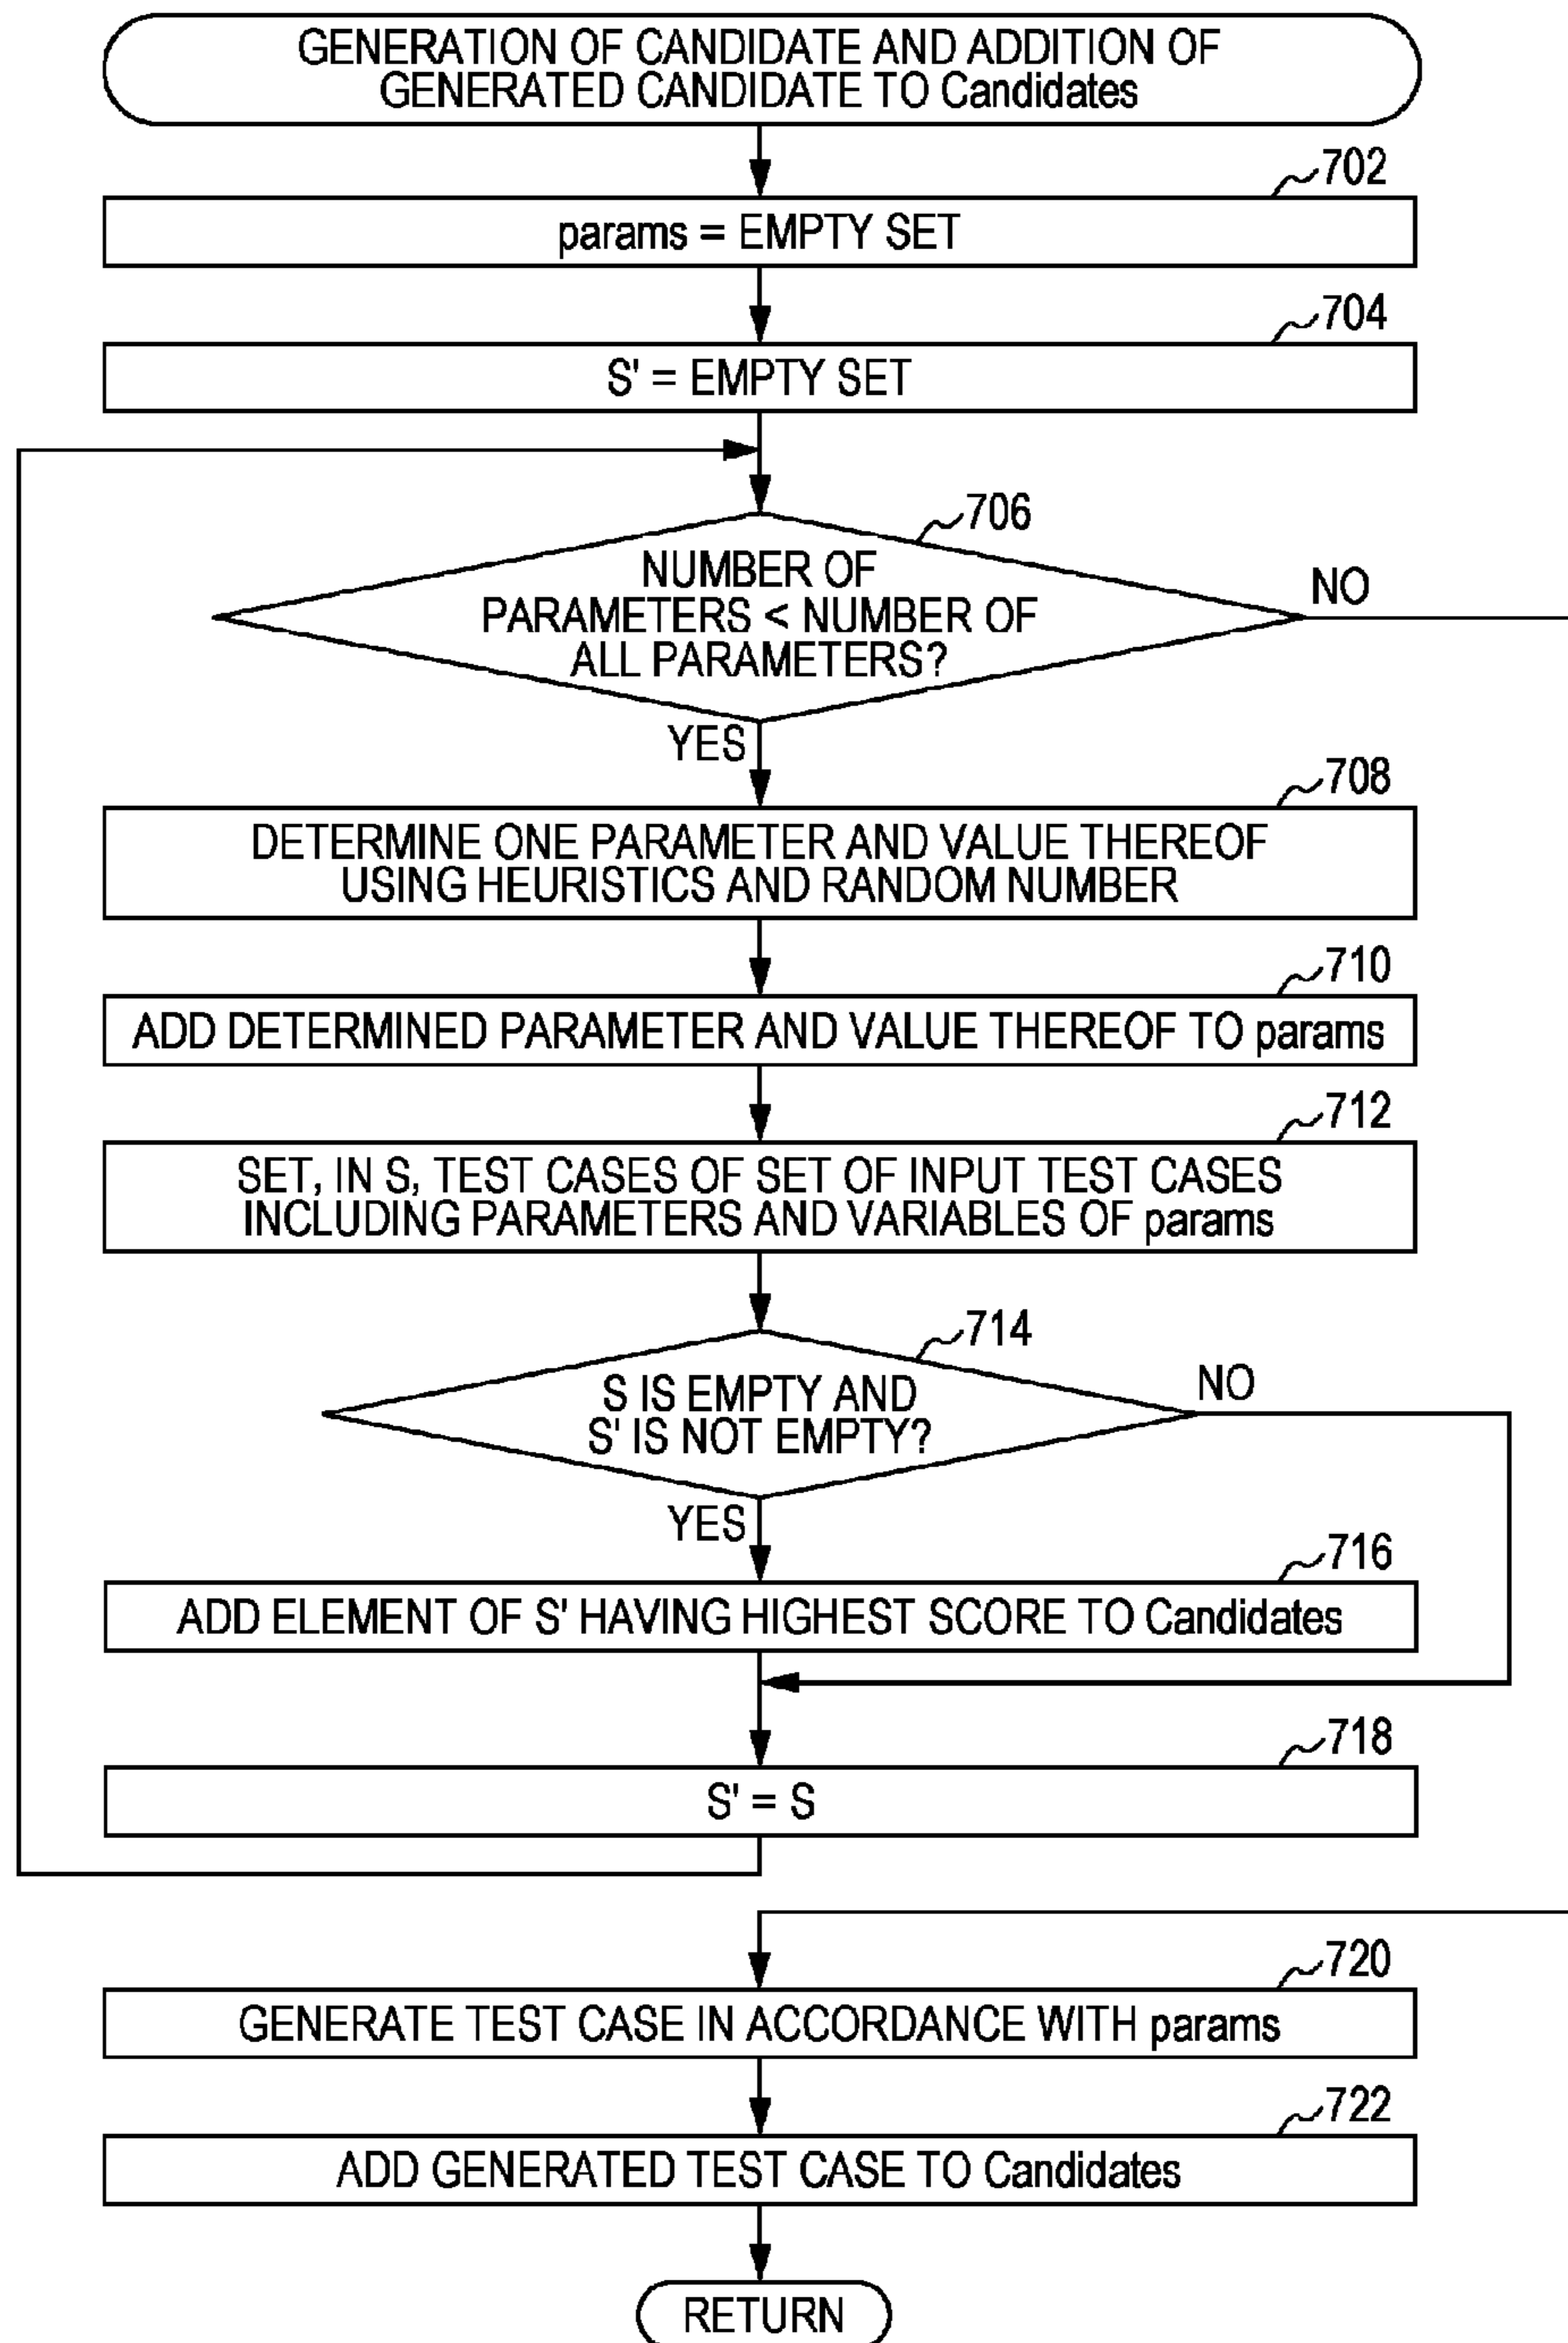 GENERATION OF CANDIDATE AND ADDITION OF
GENERATED CANDIDATE TO Candidates
702
params = EMPTY SET
704
S' = EMPTY SET
706
NUMBER OF
PARAMETERS < NUMBER OF
ALL PARAMETERS?
NO
YES
708
DETERMINE ONE PARAMETER AND VALUE THEREOF
USING HEURISTICS AND RANDOM NUMBER
710
ADD DETERMINED PARAMETER AND VALUE THEREOF TO params
712
SET, IN S, TEST CASES OF SET OF INPUT TEST CASES
INCLUDING PARAMETERS AND VARIABLES OF params
714
S IS EMPTY AND
S' IS NOT EMPTY?
NO
YES
716
ADD ELEMENT OF S' HAVING HIGHEST SCORE TO Candidates
718
S' = S
720
GENERATE TEST CASE IN ACCORDANCE WITH params
722
ADD GENERATED TEST CASE TO Candidates
RETURN